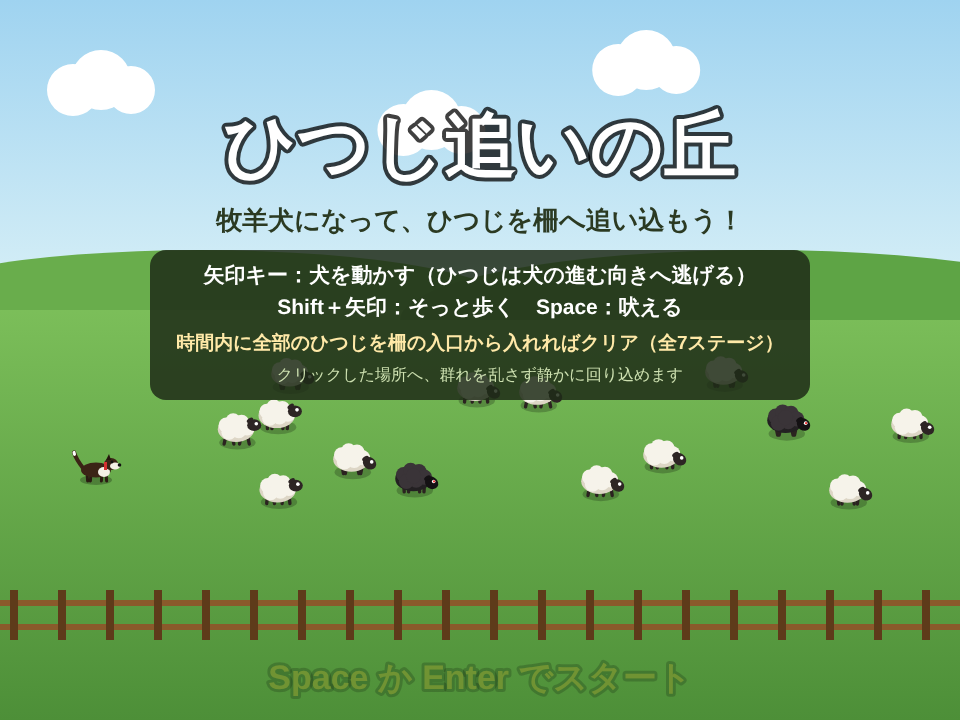 ひつじ追いの丘
牧羊犬になって、ひつじを柵へ追い込もう！
矢印キー：犬を動かす（ひつじは犬の進む向きへ逃げる）
Shift＋矢印：そっと歩く　Space：吠える
時間内に全部のひつじを柵の入口から入れればクリア（全7ステージ）
クリックした場所へ、群れを乱さず静かに回り込めます
Space か Enter でスタート